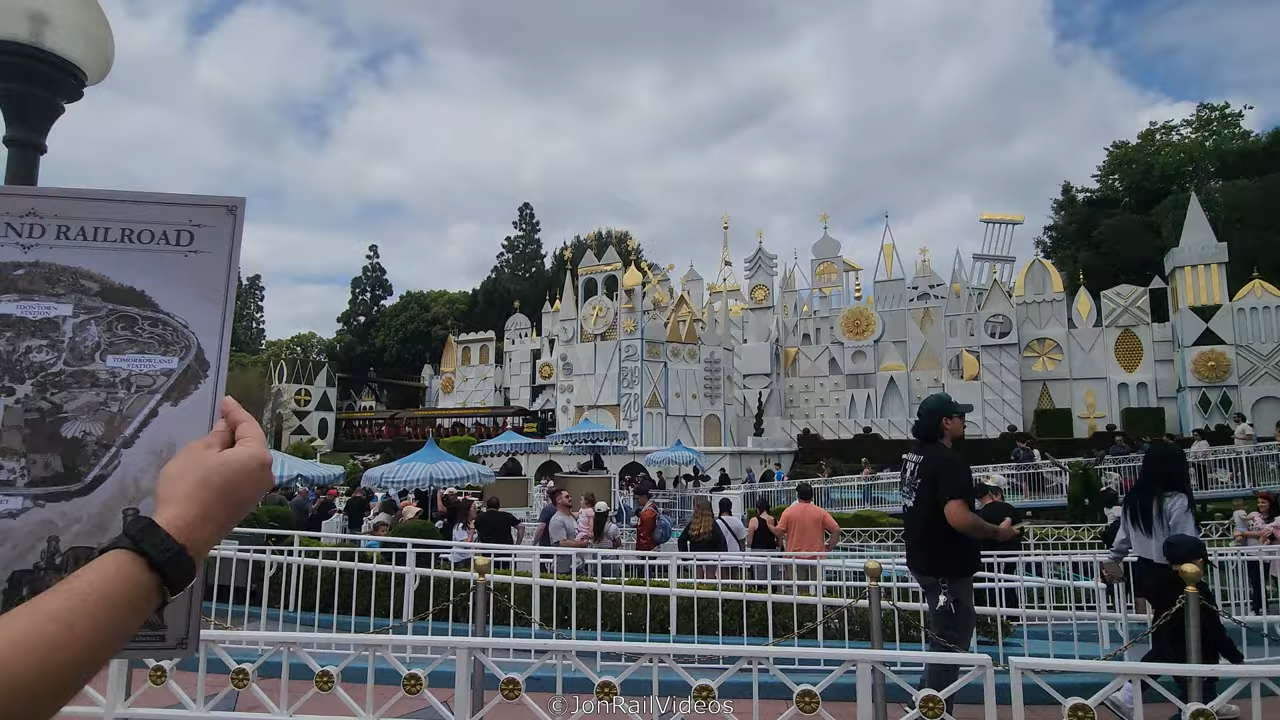 ND RAILROAD
TOONTOWN
STATION
TOMORROWLAND
STATION
©JonRailVideos